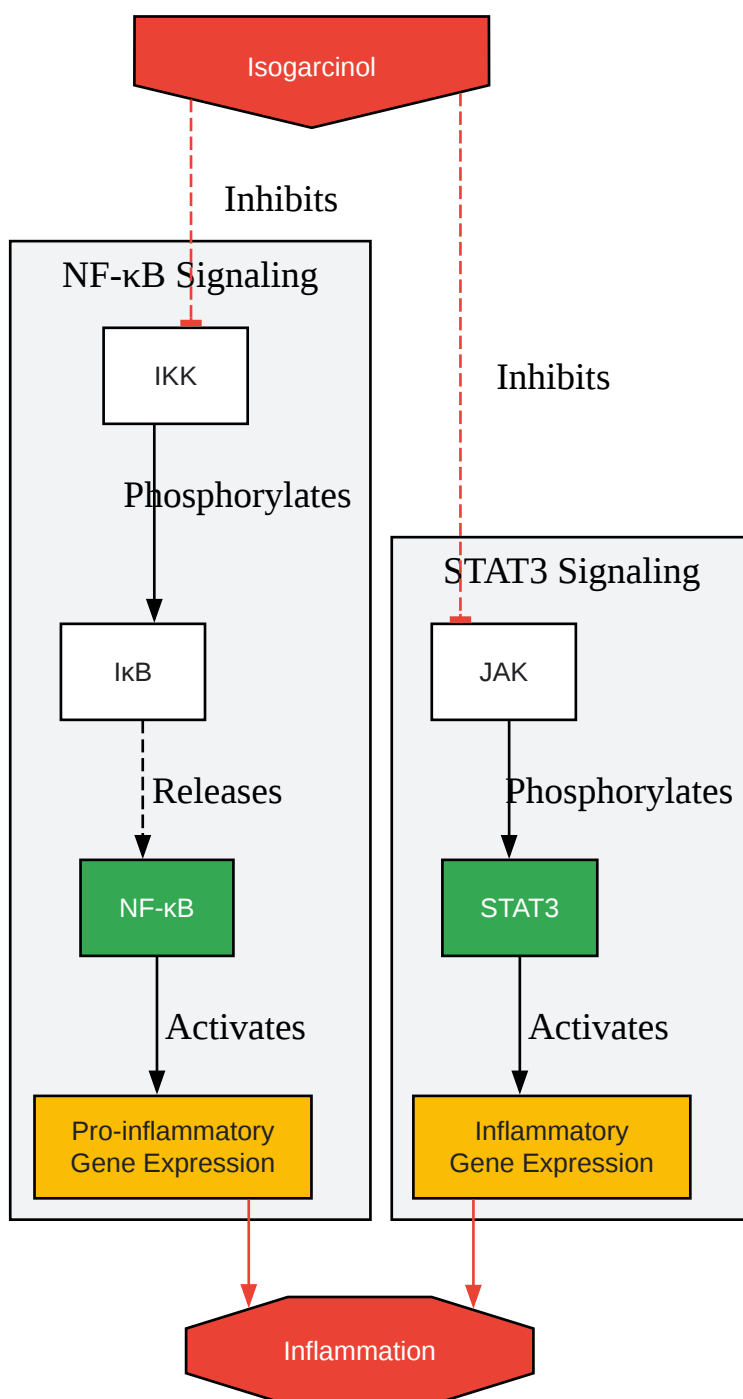 Isogarcinol
Inhibits
NF-κB Signaling
IKK
Inhibits
Phosphorylates
STAT3 Signaling
IκB
JAK
Releases
Phosphorylates
NF-κB
STAT3
Activates
Activates
Pro-inflammatory
Gene Expression
Inflammatory
Gene Expression
Inflammation